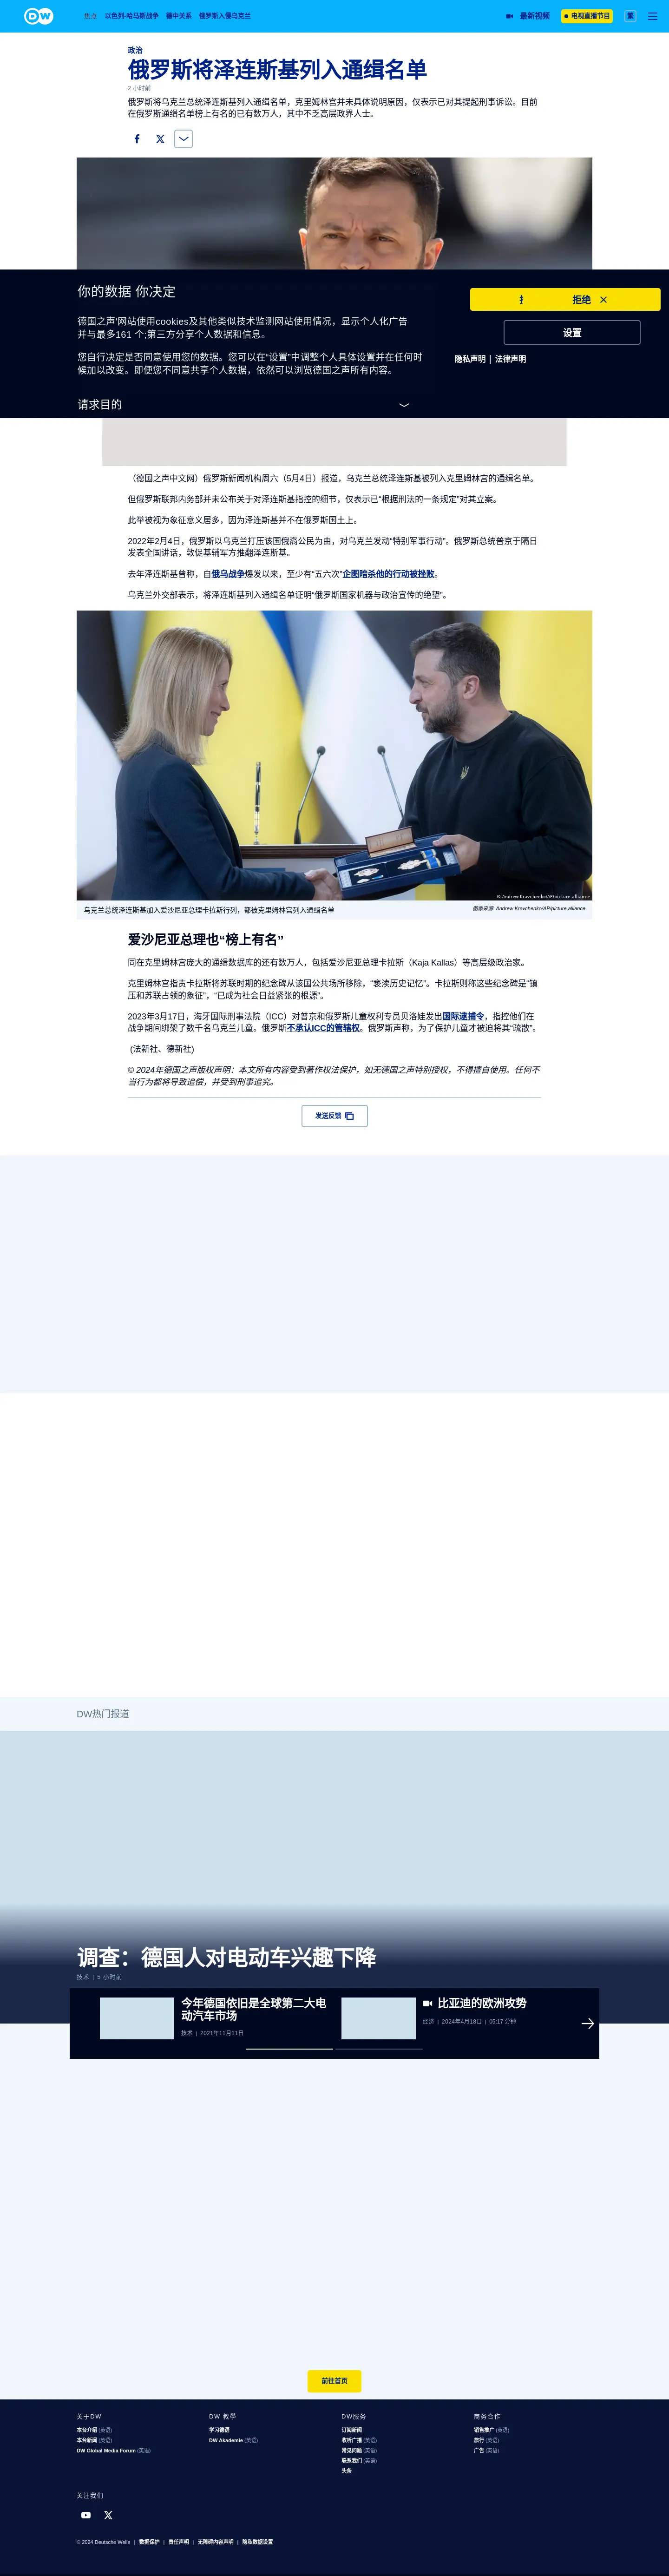 DW
焦点 以色列-哈马斯战争 德中关系 俄罗斯入侵乌克兰 最新视频 电视直播节目 繁
政治
俄罗斯将泽连斯基列入通缉名单
2 小时前
俄罗斯将乌克兰总统泽连斯基列入通缉名单，克里姆林宫并未具体说明原因，仅表示已对其提起刑事诉讼。目前
在俄罗斯通缉名单榜上有名的已有数万人，其中不乏高层政界人士。
你的数据 你决定
德国之声'网站使用cookies及其他类似技术监测网站使用情况，显示个人化广告
并与最多161 个;第三方分享个人数据和信息。
您自行决定是否同意使用您的数据。您可以在"设置"中调整个人具体设置并在任何时
候加以改变。即便您不同意共享个人数据，依然可以浏览德国之声所有内容。
请求目的
拒绝
设置
隐私声明 | 法律声明
（德国之声中文网）俄罗斯新闻机构周六（5月4日）报道，乌克兰总统泽连斯基被列入克里姆林宫的通缉名单。
但俄罗斯联邦内务部并未公布关于对泽连斯基指控的细节，仅表示已“根据刑法的一条规定”对其立案。
此举被视为象征意义居多，因为泽连斯基并不在俄罗斯国土上。
2022年2月4日，俄罗斯以乌克兰打压该国俄裔公民为由，对乌克兰发动“特别军事行动”。俄罗斯总统普京于隔日
发表全国讲话，敦促基辅军方推翻泽连斯基。
去年泽连斯基曾称，自俄乌战争爆发以来，至少有“五六次”企图暗杀他的行动被挫败。
乌克兰外交部表示，将泽连斯基列入通缉名单证明“俄罗斯国家机器与政治宣传的绝望”。
© Andrew Kravchenko/AP/picture alliance
乌克兰总统泽连斯基加入爱沙尼亚总理卡拉斯行列，都被克里姆林宫列入通缉名单
图像来源: Andrew Kravchenko/AP/picture alliance
爱沙尼亚总理也“榜上有名”
同在克里姆林宫庞大的通缉数据库的还有数万人，包括爱沙尼亚总理卡拉斯（Kaja Kallas）等高层级政治家。
克里姆林宫指责卡拉斯将苏联时期的纪念碑从该国公共场所移除，“亵渎历史记忆”。卡拉斯则称这些纪念碑是“镇
压和苏联占领的象征”，“已成为社会日益紧张的根源”。
2023年3月17日，海牙国际刑事法院（ICC）对普京和俄罗斯儿童权利专员贝洛娃发出国际逮捕令，指控他们在
战争期间绑架了数千名乌克兰儿童。俄罗斯不承认ICC的管辖权。俄罗斯声称，为了保护儿童才被迫将其“疏散”。
(法新社、德新社)
© 2024年德国之声版权声明：本文所有内容受到著作权法保护，如无德国之声特别授权，不得擅自使用。任何不
当行为都将导致追偿，并受到刑事追究。
发送反馈
DW热门报道
调查：德国人对电动车兴趣下降
技术 | 5 小时前
今年德国依旧是全球第二大电
动汽车市场
技术 | 2021年11月11日
比亚迪的欧洲攻势
经济 | 2024年4月18日 | 05:17 分钟
前往首页
关于DW
本台介绍 (英语)
本台新闻 (英语)
DW Global Media Forum (英语)
DW 教學
学习德语
DW Akademie (英语)
DW服务
订阅新闻
收听广播 (英语)
常见问题 (英语)
联系我们 (英语)
头条
商务合作
销售推广 (英语)
旅行 (英语)
广告 (英语)
关注我们
© 2024 Deutsche Welle | 数据保护 | 责任声明 | 无障碍内容声明 | 隐私数据设置